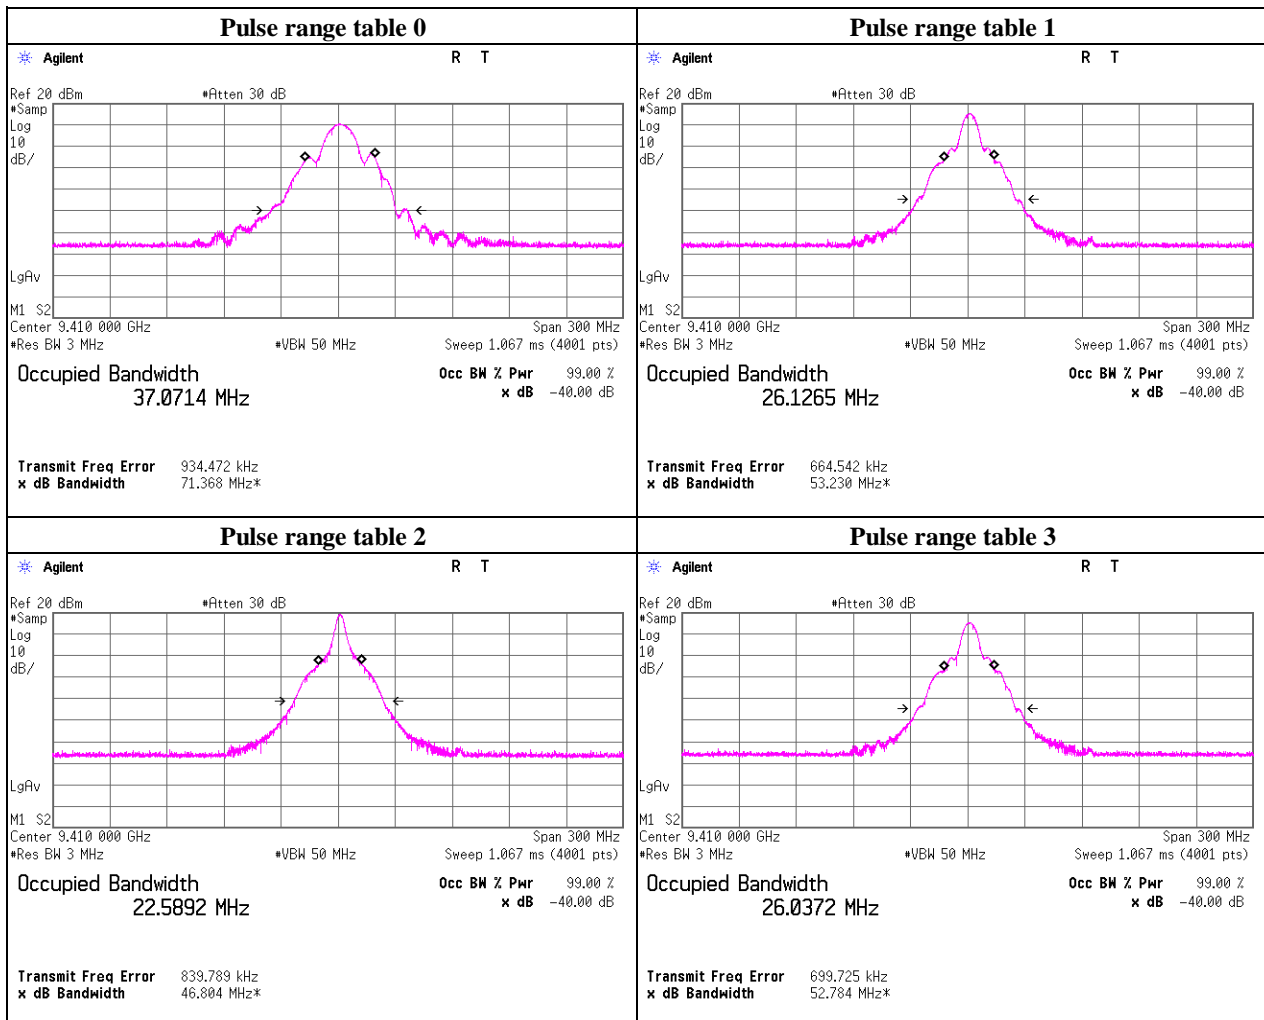 Pulse range table 0
Agilent
R T
Ref 20 dBm #Atten 30 dB
#Samp
Log
10
dB/
LgAv
M1 S2
Center 9.410 000 GHz Span 300 MHz
#Res BW 3 MHz #VBW 50 MHz Sweep 1.067 ms (4001 pts)
Occupied Bandwidth Occ BW % Pwr 99.00 %
37.0714 MHz x dB -40.00 dB
Transmit Freq Error 934.472 kHz
x dB Bandwidth 71.368 MHz*
Pulse range table 1
Agilent
R T
Ref 20 dBm #Atten 30 dB
#Samp
Log
10
dB/
LgAv
M1 S2
Center 9.410 000 GHz Span 300 MHz
#Res BW 3 MHz #VBW 50 MHz Sweep 1.067 ms (4001 pts)
Occupied Bandwidth Occ BW % Pwr 99.00 %
26.1265 MHz x dB -40.00 dB
Transmit Freq Error 664.542 kHz
x dB Bandwidth 53.230 MHz*
Pulse range table 2
Agilent
R T
Ref 20 dBm #Atten 30 dB
#Samp
Log
10
dB/
LgAv
M1 S2
Center 9.410 000 GHz Span 300 MHz
#Res BW 3 MHz #VBW 50 MHz Sweep 1.067 ms (4001 pts)
Occupied Bandwidth Occ BW % Pwr 99.00 %
22.5892 MHz x dB -40.00 dB
Transmit Freq Error 839.789 kHz
x dB Bandwidth 46.804 MHz*
Pulse range table 3
Agilent
R T
Ref 20 dBm #Atten 30 dB
#Samp
Log
10
dB/
LgAv
M1 S2
Center 9.410 000 GHz Span 300 MHz
#Res BW 3 MHz #VBW 50 MHz Sweep 1.067 ms (4001 pts)
Occupied Bandwidth Occ BW % Pwr 99.00 %
26.0372 MHz x dB -40.00 dB
Transmit Freq Error 699.725 kHz
x dB Bandwidth 52.784 MHz*